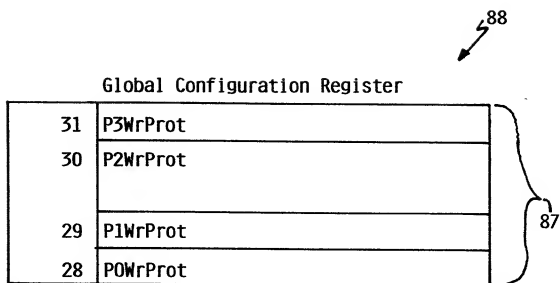 88
Global Configuration Register
31 P3WrProt
30 P2WrProt
29 P1WrProt
28 P0WrProt
87